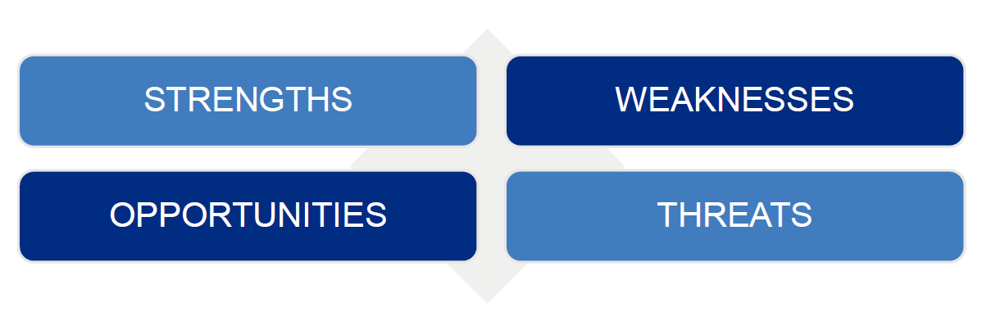 STRENGTHS
WEAKNESSES
OPPORTUNITIES
THREATS